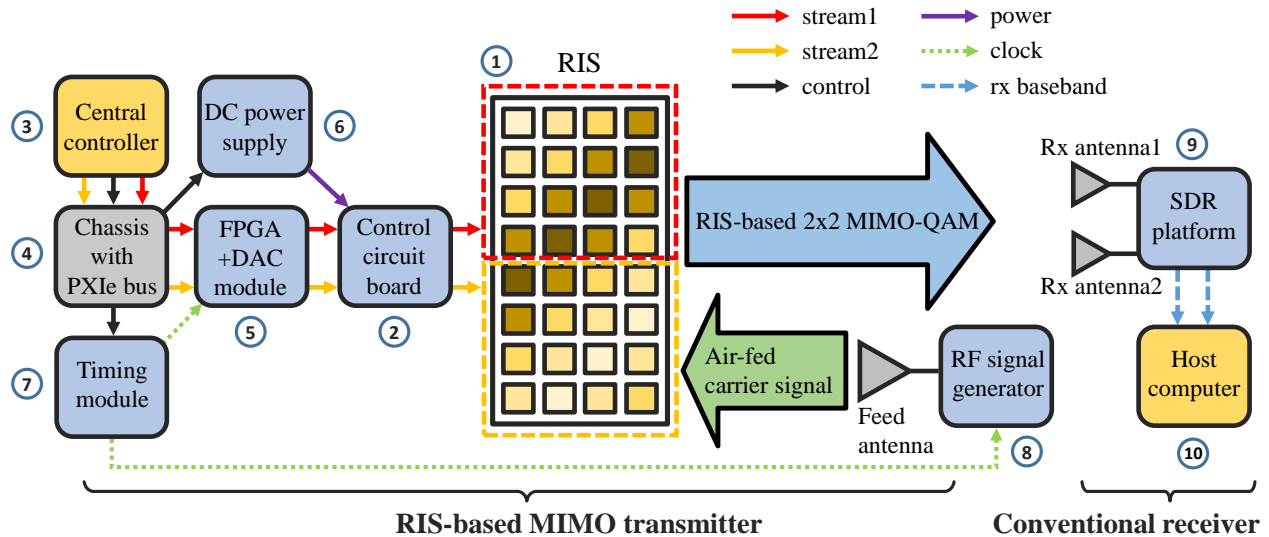 stream1
stream2
control
power
clock
rx baseband
1
RIS
3
Central
controller
DC power
supply
6
4
Chassis
with
PXIe bus
FPGA
+DAC
module
5
Control
circuit
board
2
7
Timing
module
RIS-based 2x2 MIMO-QAM
Air-fed
carrier signal
Feed
antenna
RF signal
generator
8
Rx antenna1
Rx antenna2
9
SDR
platform
Host
computer
10
RIS-based MIMO transmitter
Conventional receiver